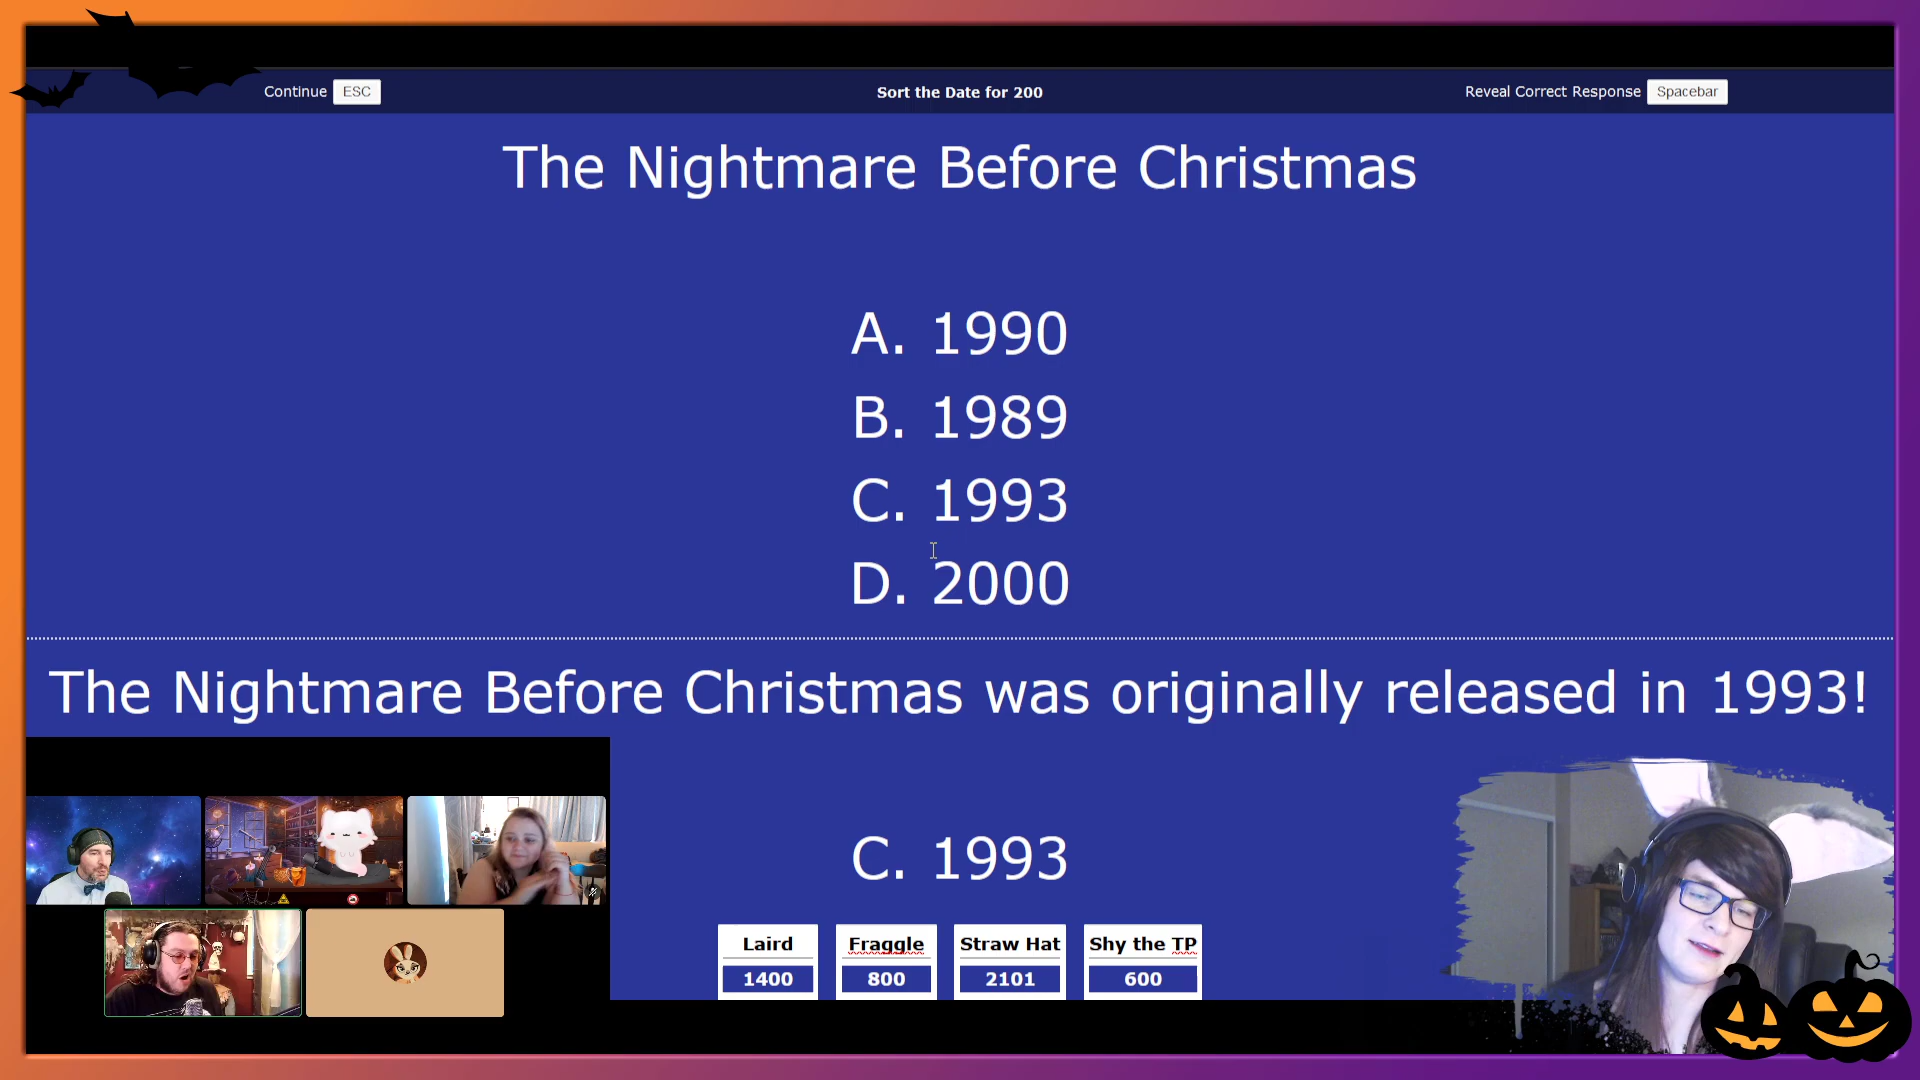 Continue ESC
Sort the Date for 200
Reveal Correct Response Spacebar
The Nightmare Before Christmas
A. 1990
B. 1989
C. 1993
D. 2000
The Nightmare Before Christmas was originally released in 1993!
C. 1993
Laird Fraggle Straw Hat Shy the TP
1400 800 2101 600